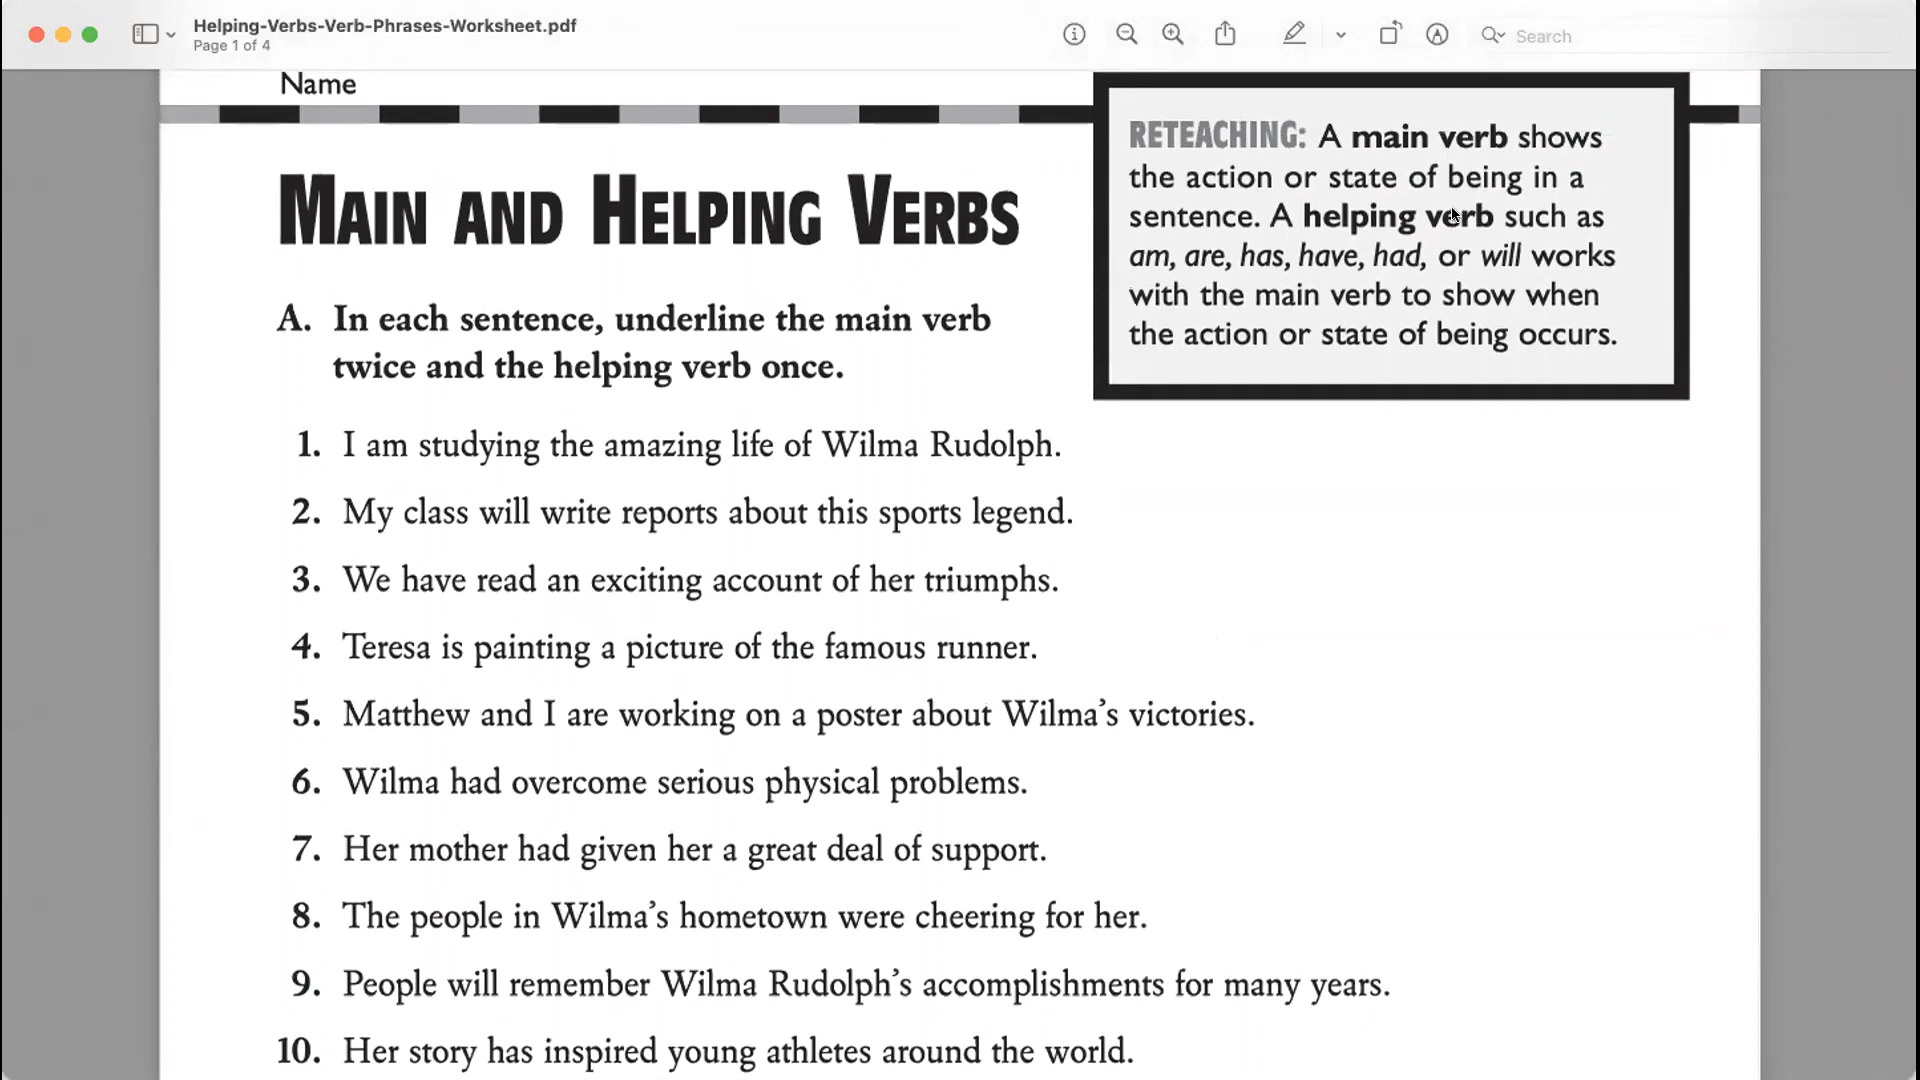 Helping-Verbs-Verb-Phrases-Worksheet.pdf
Page 1 of 4
Search
Name
RETEACHING: A main verb shows
the action or state of being in a
sentence. A helping verb such as
am, are, has, have, had, or will works
with the main verb to show when
the action or state of being occurs.
MAIN AND HELPING VERBS
A. In each sentence, underline the main verb
twice and the helping verb once.
1. I am studying the amazing life of Wilma Rudolph.
2. My class will write reports about this sports legend.
3. We have read an exciting account of her triumphs.
4. Teresa is painting a picture of the famous runner.
5. Matthew and I are working on a poster about Wilma’s victories.
6. Wilma had overcome serious physical problems.
7. Her mother had given her a great deal of support.
8. The people in Wilma’s hometown were cheering for her.
9. People will remember Wilma Rudolph’s accomplishments for many years.
10. Her story has inspired young athletes around the world.